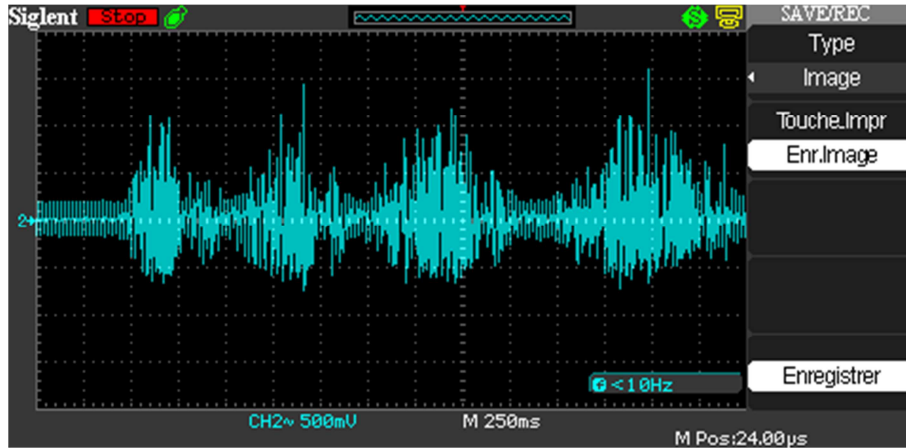 Siglent Stop S SAVE/REC
Type
Image
Touche.Impr
Enr.Image
2
<10Hz
Enregistrer
CH2~ 500mV M 250ms
M Pos:24.00µs